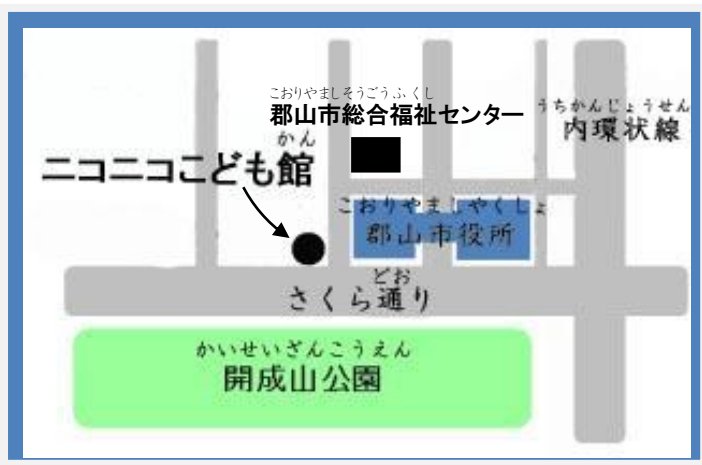 こおりやましそうごうふくし
郡山市総合福祉センター
うちかんじょうせん
内環状線
かん
ニコニコこども館
こおりやましやくしょ
郡山市役所
どお
さくら通り
かいせいざんこうえん
開成山公園